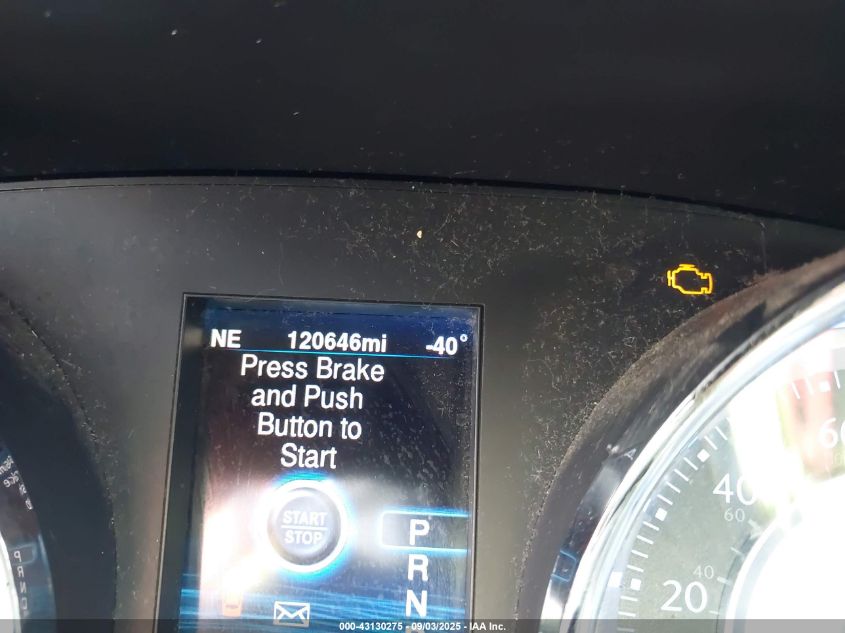 NE 120646mi -40°
Press Brake
and Push
Button to
Start
START
STOP
P
R
N
20
40
40
60
000-43130275 - 09/03/2025 - IAA Inc.